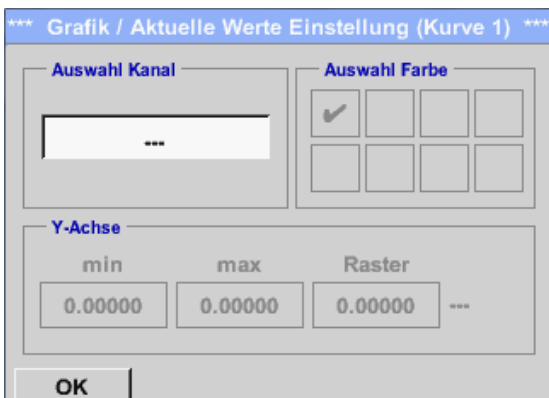 *** Grafik / Aktuelle Werte Einstellung (Kurve 1) ***
Auswahl Kanal
Auswahl Farbe
---
✔
Y-Achse
min max Raster
0.00000 0.00000 0.00000 ---
OK